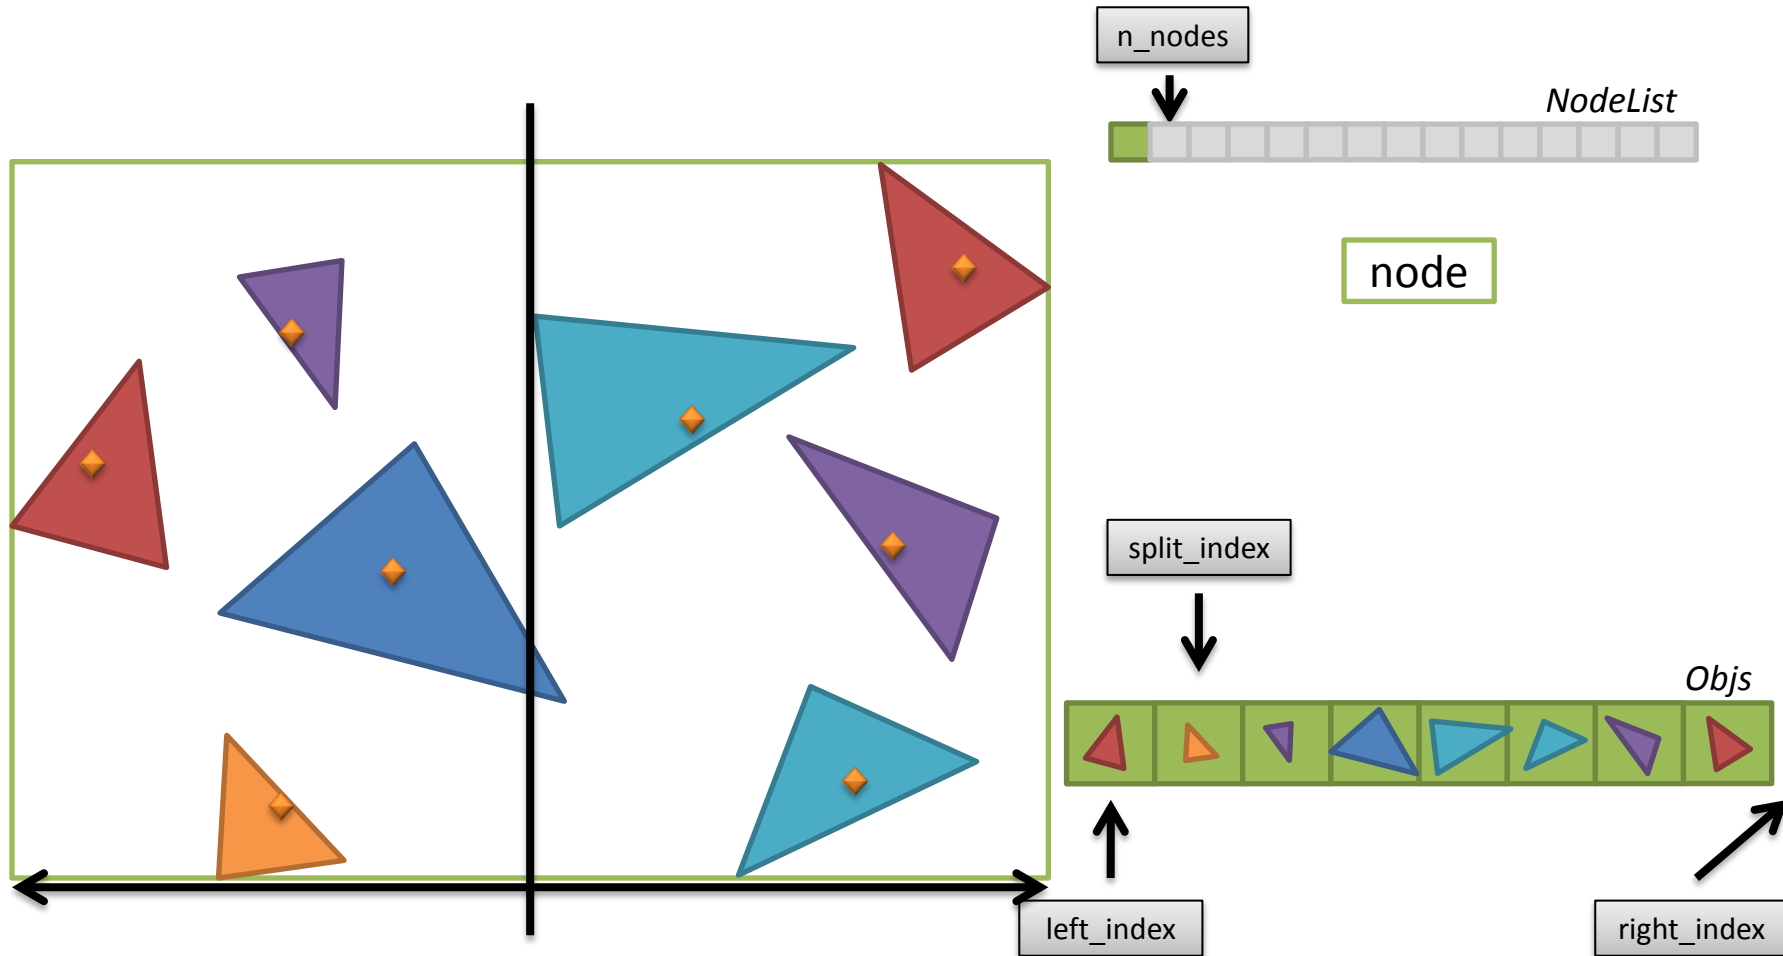 n_nodes
NodeList
node
split_index
Objs
left_index
right_index